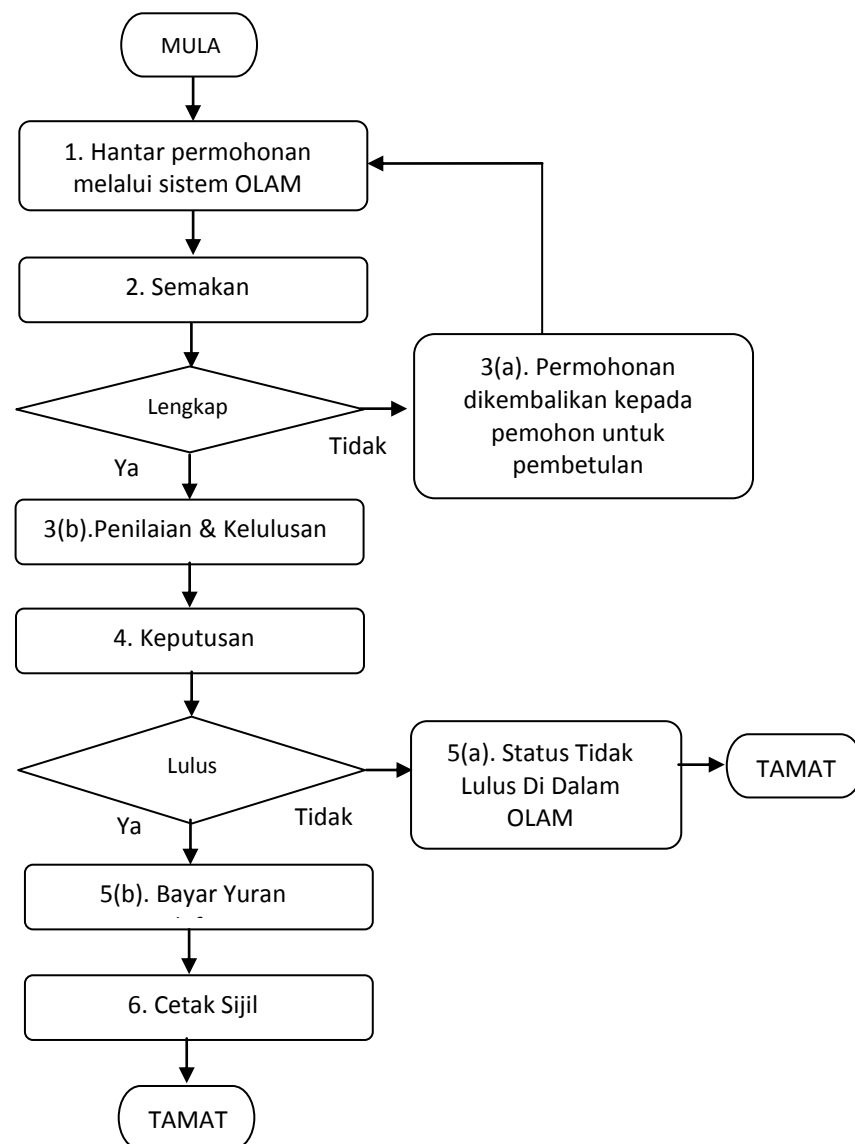 MULA
1. Hantar permohonan
melalui sistem OLAM
2. Semakan
Lengkap
Tidak
Ya
3(a). Permohonan
dikembalikan kepada
pemohon untuk
pembetulan
3(b).Penilaian & Kelulusan
4. Keputusan
Lulus
Tidak
Ya
5(a). Status Tidak
Lulus Di Dalam
OLAM
TAMAT
5(b). Bayar Yuran
6. Cetak Sijil
TAMAT